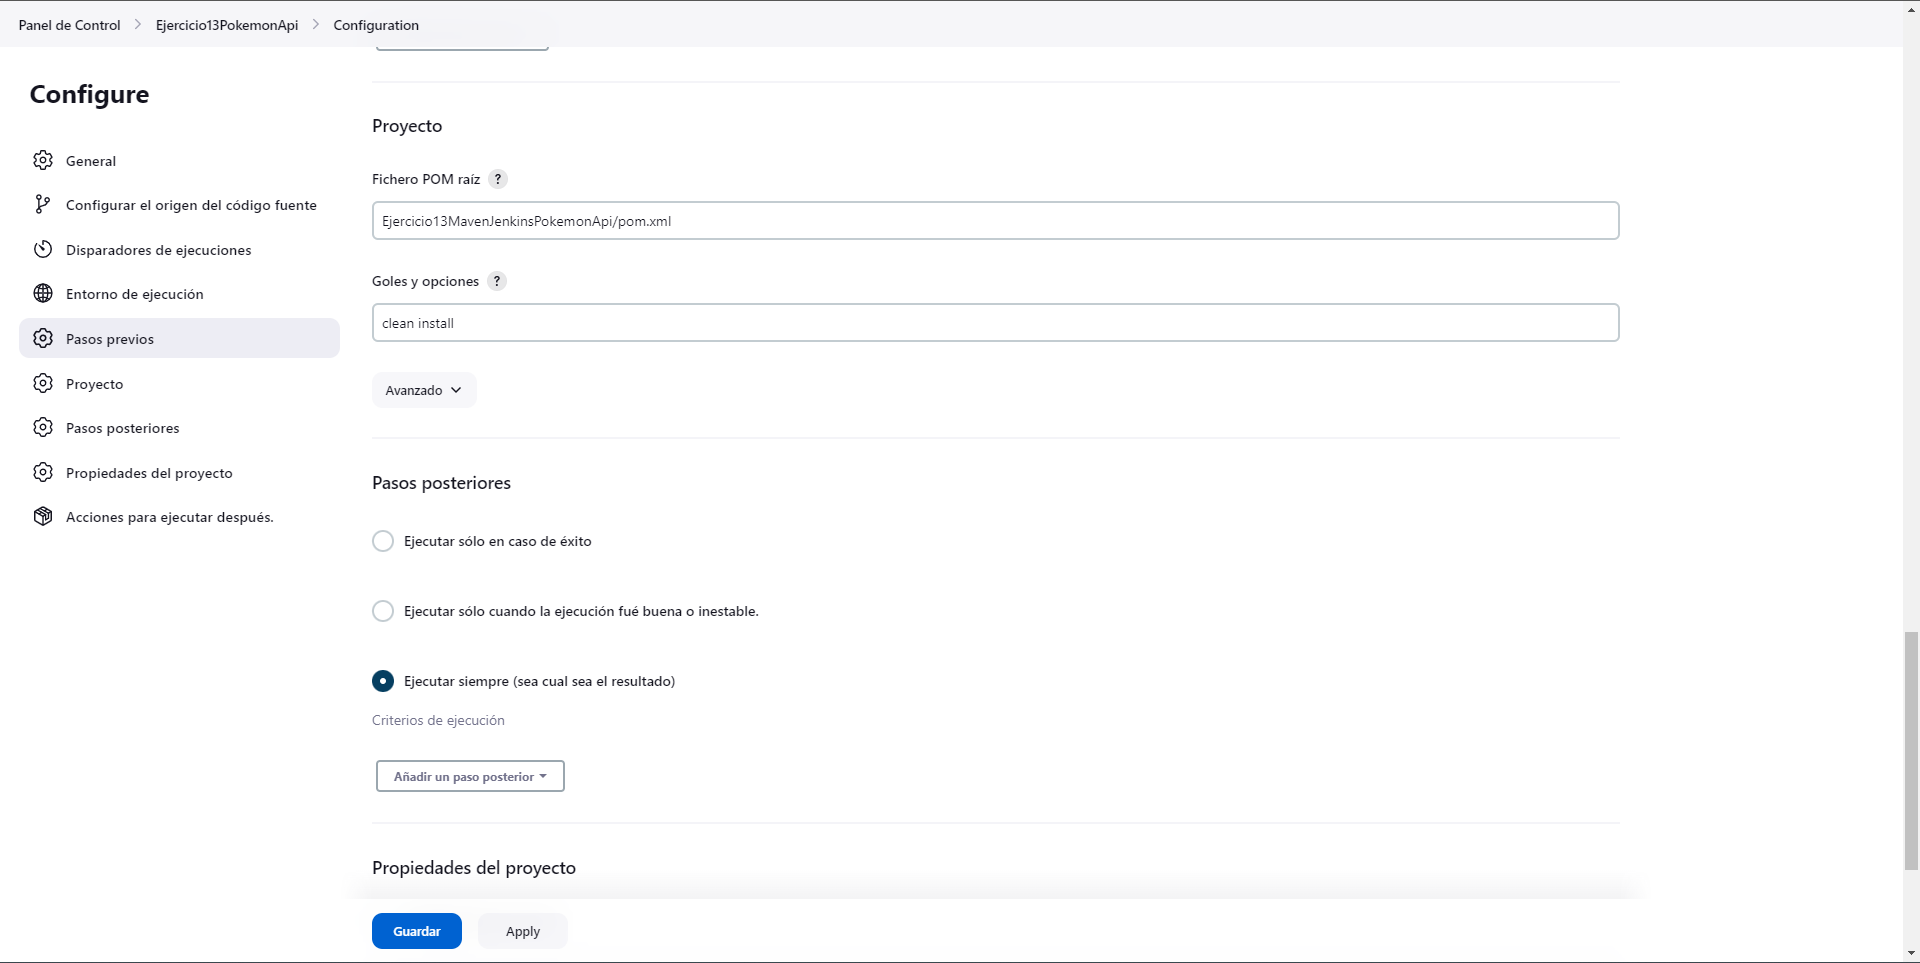 Panel de Control > Ejercicio13PokemonApi > Configuration
Configure
General
Configurar el origen del código fuente
Disparadores de ejecuciones
Entorno de ejecución
Pasos previos
Proyecto
Pasos posteriores
Propiedades del proyecto
Acciones para ejecutar después.
Proyecto
Fichero POM raíz ?
Ejercicio13MavenJenkinsPokemonApi/pom.xml
Goles y opciones ?
clean install
Avanzado
Pasos posteriores
Ejecutar sólo en caso de éxito
Ejecutar sólo cuando la ejecución fué buena o inestable.
Ejecutar siempre (sea cual sea el resultado)
Criterios de ejecución
Añadir un paso posterior
Propiedades del proyecto
Guardar
Apply